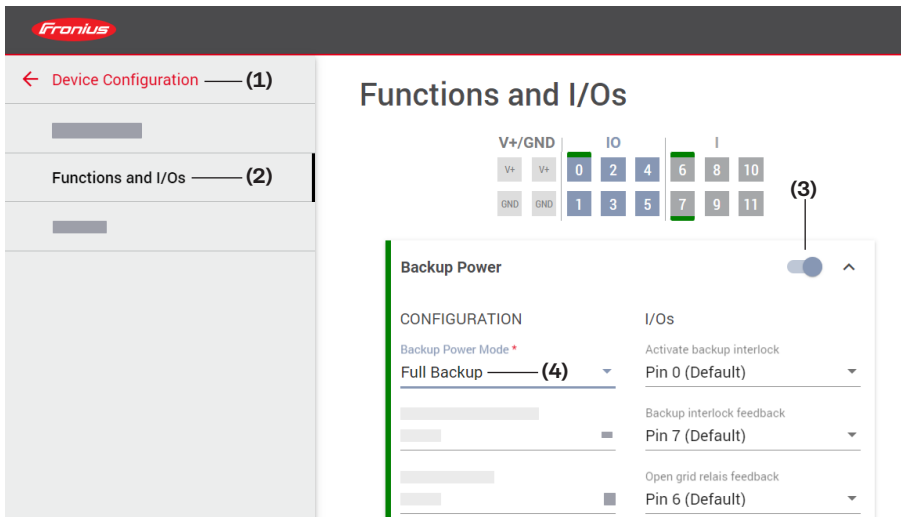 Fronius
Device Configuration (1)
Functions and I/Os (2)
Functions and I/Os
V+/GND IO I
V+ V+ 0 2 4 6 8 10
GND GND 1 3 5 7 9 11
(3)
Backup Power
CONFIGURATION I/Os
Backup Power Mode * Activate backup interlock
Full Backup (4) Pin 0 (Default)
Backup interlock feedback
Pin 7 (Default)
Open grid relais feedback
Pin 6 (Default)